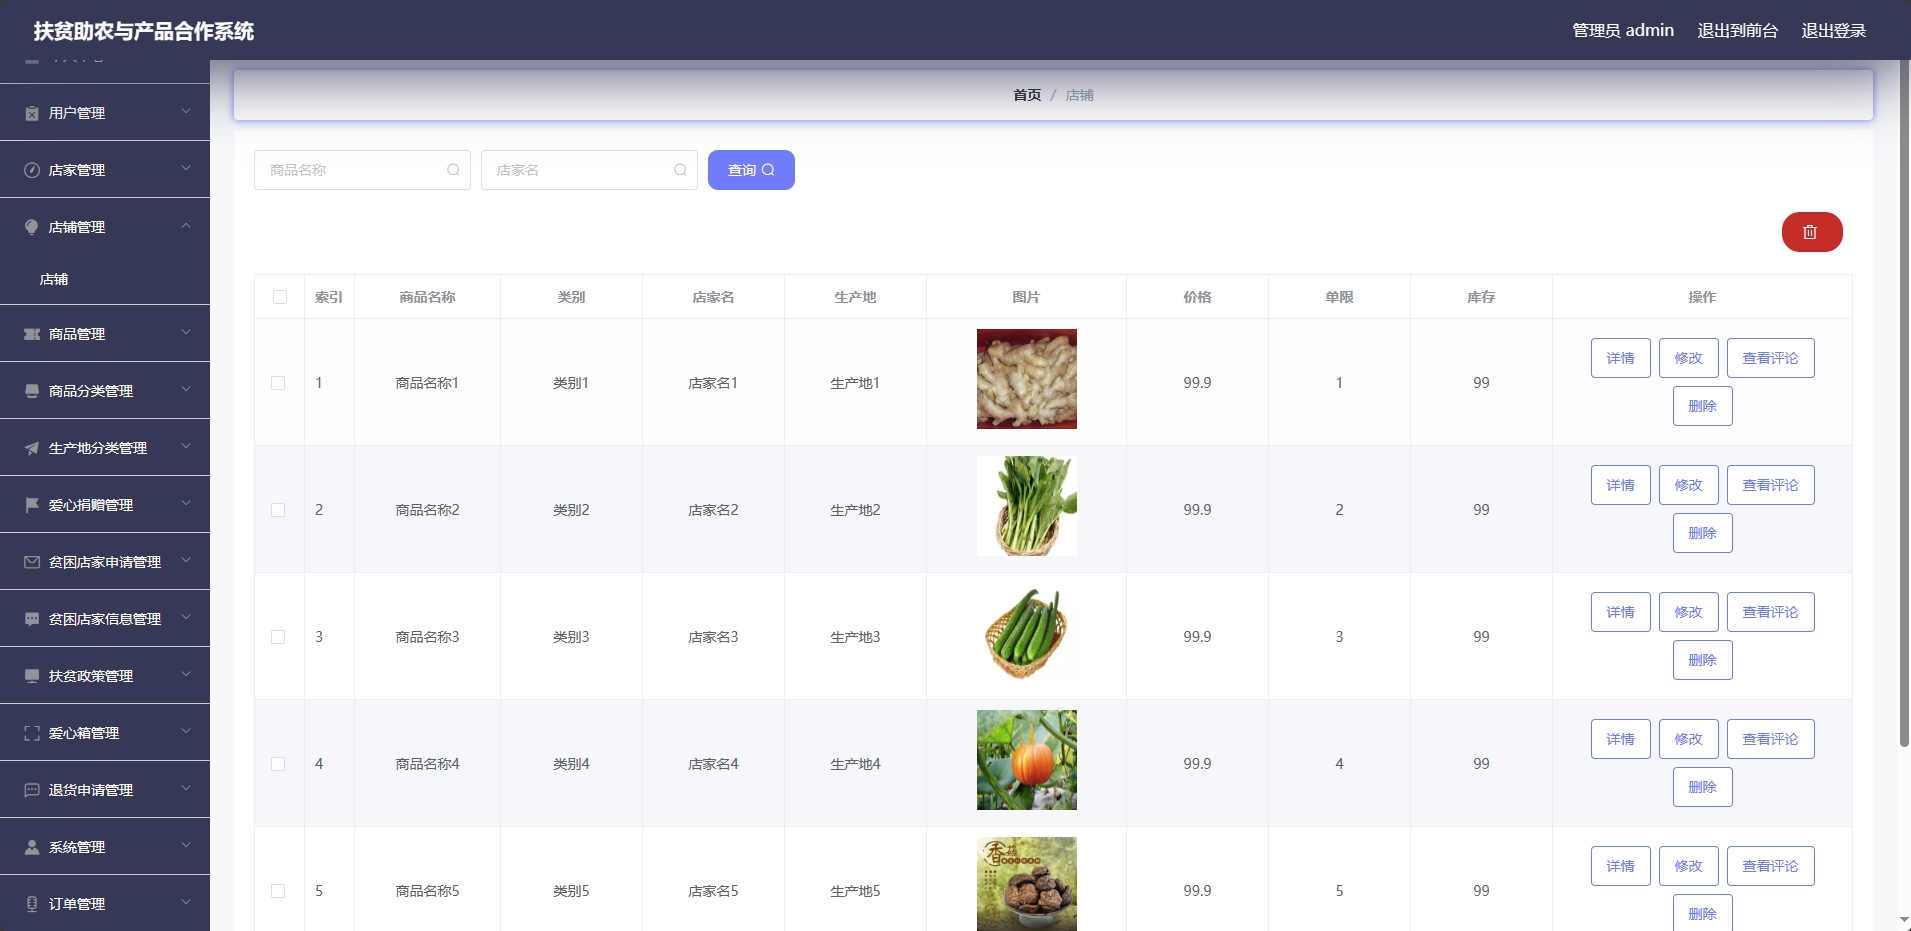 扶贫助农与产品合作系统
管理员 admin 退出到前台 退出登录
用户管理
店家管理
店铺管理
店铺
商品管理
商品分类管理
生产地分类管理
爱心捐赠管理
贫困店家申请管理
贫困店家信息管理
扶贫政策管理
爱心箱管理
退货申请管理
系统管理
订单管理
首页 / 店铺
商品名称 店家名 查询
索引 商品名称 类别 店家名 生产地 图片 价格 单限 库存 操作
1 商品名称1 类别1 店家名1 生产地1 99.9 1 99 详情 修改 查看评论
删除
2 商品名称2 类别2 店家名2 生产地2 99.9 2 99 详情 修改 查看评论
删除
3 商品名称3 类别3 店家名3 生产地3 99.9 3 99 详情 修改 查看评论
删除
4 商品名称4 类别4 店家名4 生产地4 99.9 4 99 详情 修改 查看评论
删除
香菇
5 商品名称5 类别5 店家名5 生产地5 99.9 5 99 详情 修改 查看评论
删除